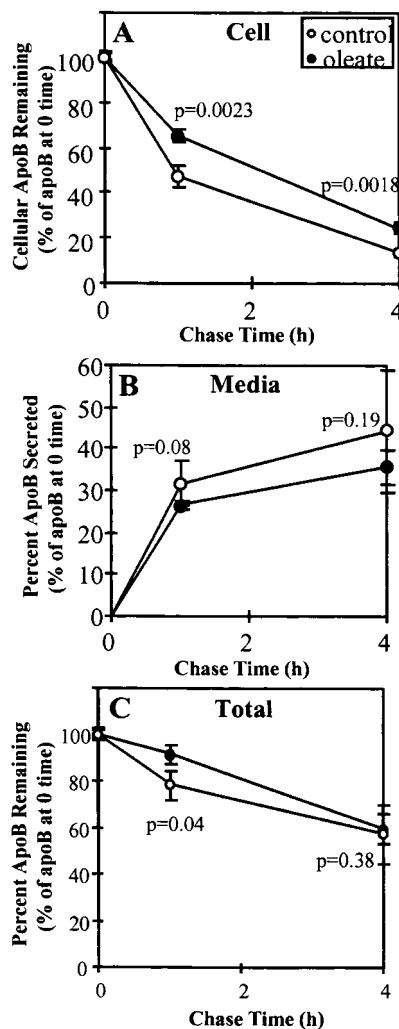 A
Cell
control
oleate
Cellular ApoB Remaining
(% of apoB at 0 time)
100
80
60
40
20
0
p=0.0023
p=0.0018
0
2
4
Chase Time (h)
B
Media
Percent ApoB Secreted
(% of apoB at 0 time)
60
50
40
30
20
10
0
p=0.08
p=0.19
0
2
4
Chase Time (h)
C
Total
Percent ApoB Remaining
(% of apoB at 0 time)
100
80
60
40
20
0
p=0.04
p=0.38
0
2
4
Chase Time (h)